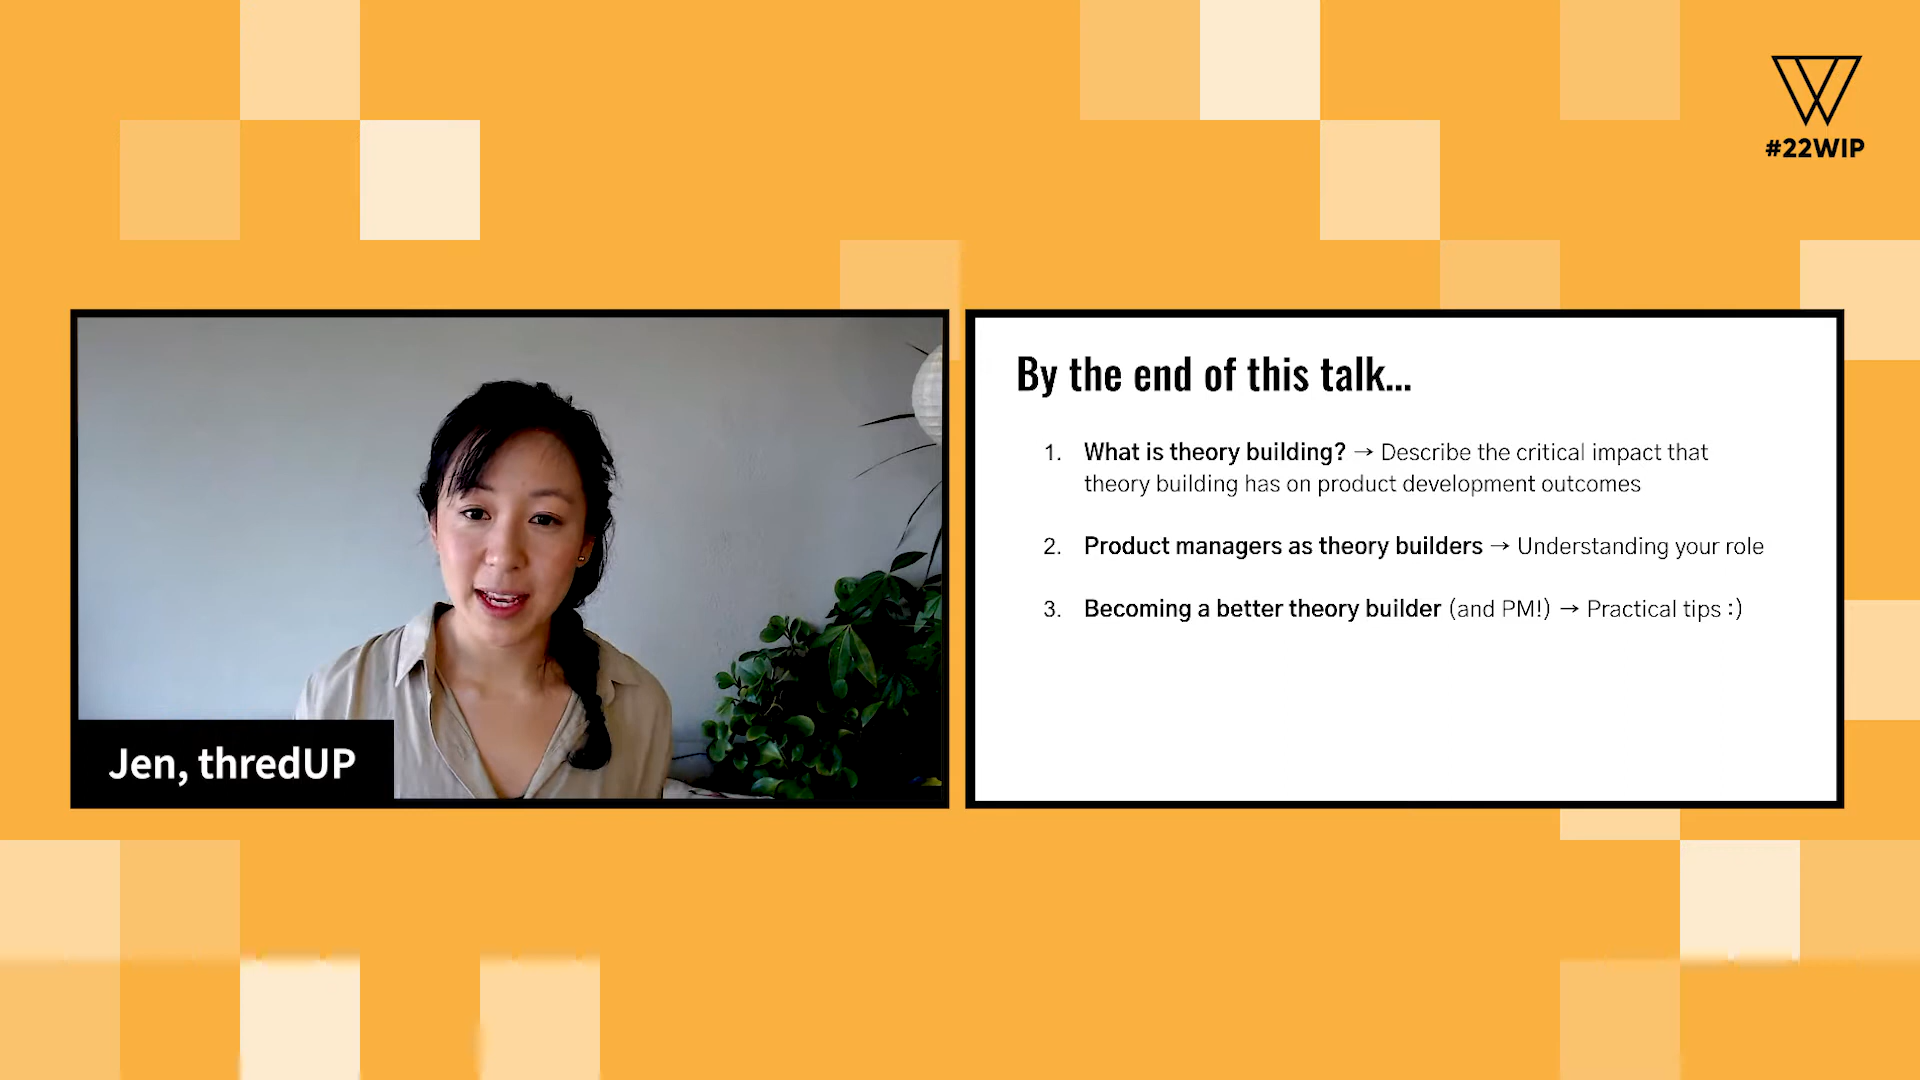 #22WIP
Jen, thredUP
By the end of this talk...
1. What is theory building? → Describe the critical impact that
theory building has on product development outcomes
2. Product managers as theory builders → Understanding your role
3. Becoming a better theory builder (and PM!) → Practical tips :)